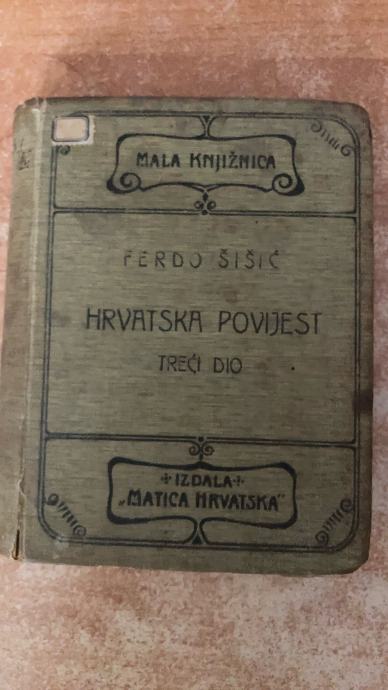 MALA KNJIŽNICA
FERDO ŠIŠIĆ
HRVATSKA POVIJEST
TREĆI DIO
IZDALA
„MATICA HRVATSKA“